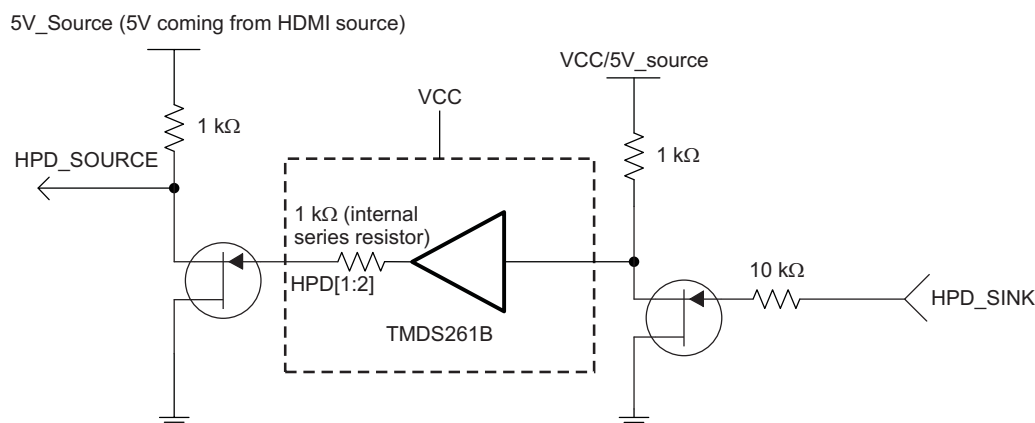 5V_Source (5V coming from HDMI source)
VCC/5V_source
VCC
1 kΩ
1 kΩ
HPD_SOURCE
1 kΩ (internal
series resistor)
HPD[1:2]
10 kΩ
HPD_SINK
TMDS261B